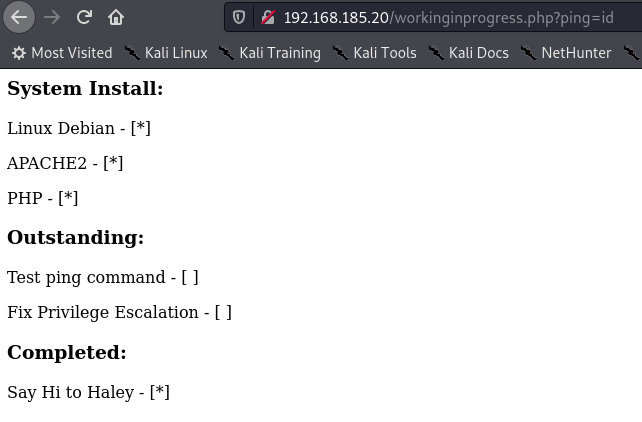 192.168.185.20/workinginprogress.php?ping=id
Most Visited Kali Linux Kali Training Kali Tools Kali Docs NetHunter
System Install:
Linux Debian - [*]
APACHE2 - [*]
PHP - [*]
Outstanding:
Test ping command - [ ]
Fix Privilege Escalation - [ ]
Completed:
Say Hi to Haley - [*]